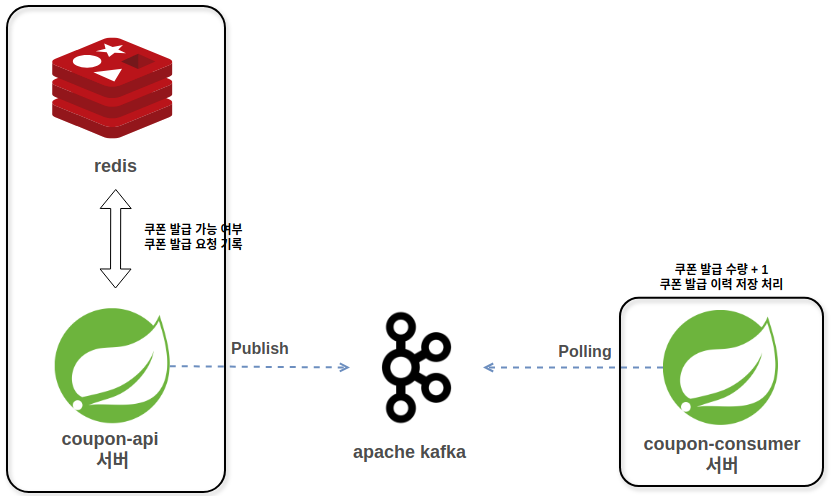 redis
쿠폰 발급 가능 여부
쿠폰 발급 요청 기록
쿠폰 발급 수량 + 1
쿠폰 발급 이력 저장 처리
Publish
Polling
coupon-api
서버
apache kafka
coupon-consumer
서버